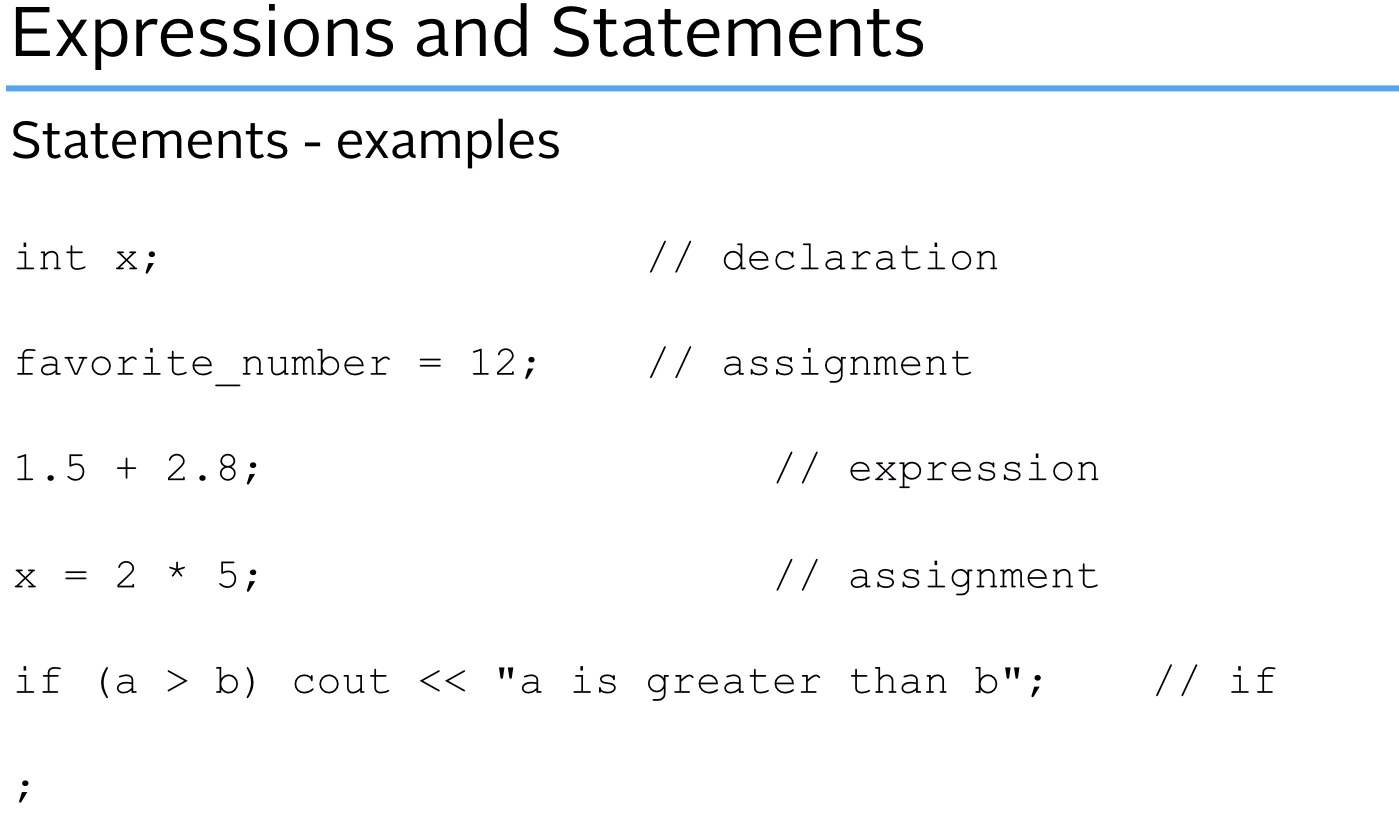 Expressions and Statements
Statements - examples
int x; // declaration
favorite_number = 12; // assignment
1.5 + 2.8; // expression
x = 2 * 5; // assignment
if (a > b) cout << "a is greater than b"; // if
;